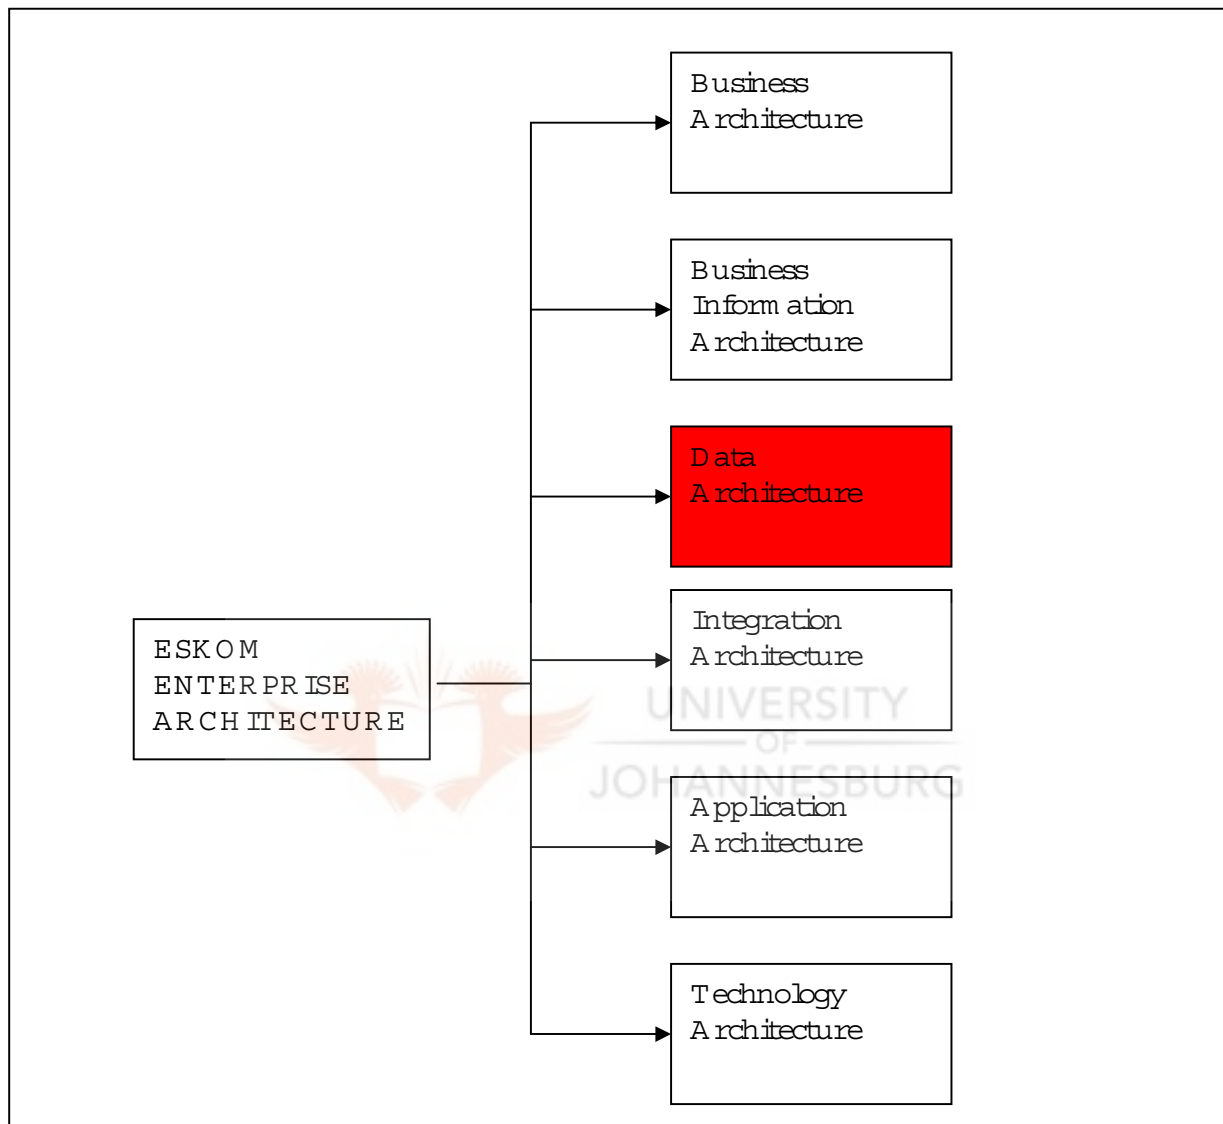 Business
Architecture
Business
Information
Architecture
Data
Architecture
Integration
Architecture
ESKOM
ENTERPRISE
ARCHITECTURE
UNIVERSITY
OF
JOHANNESBURG
Application
Architecture
Technology
Architecture